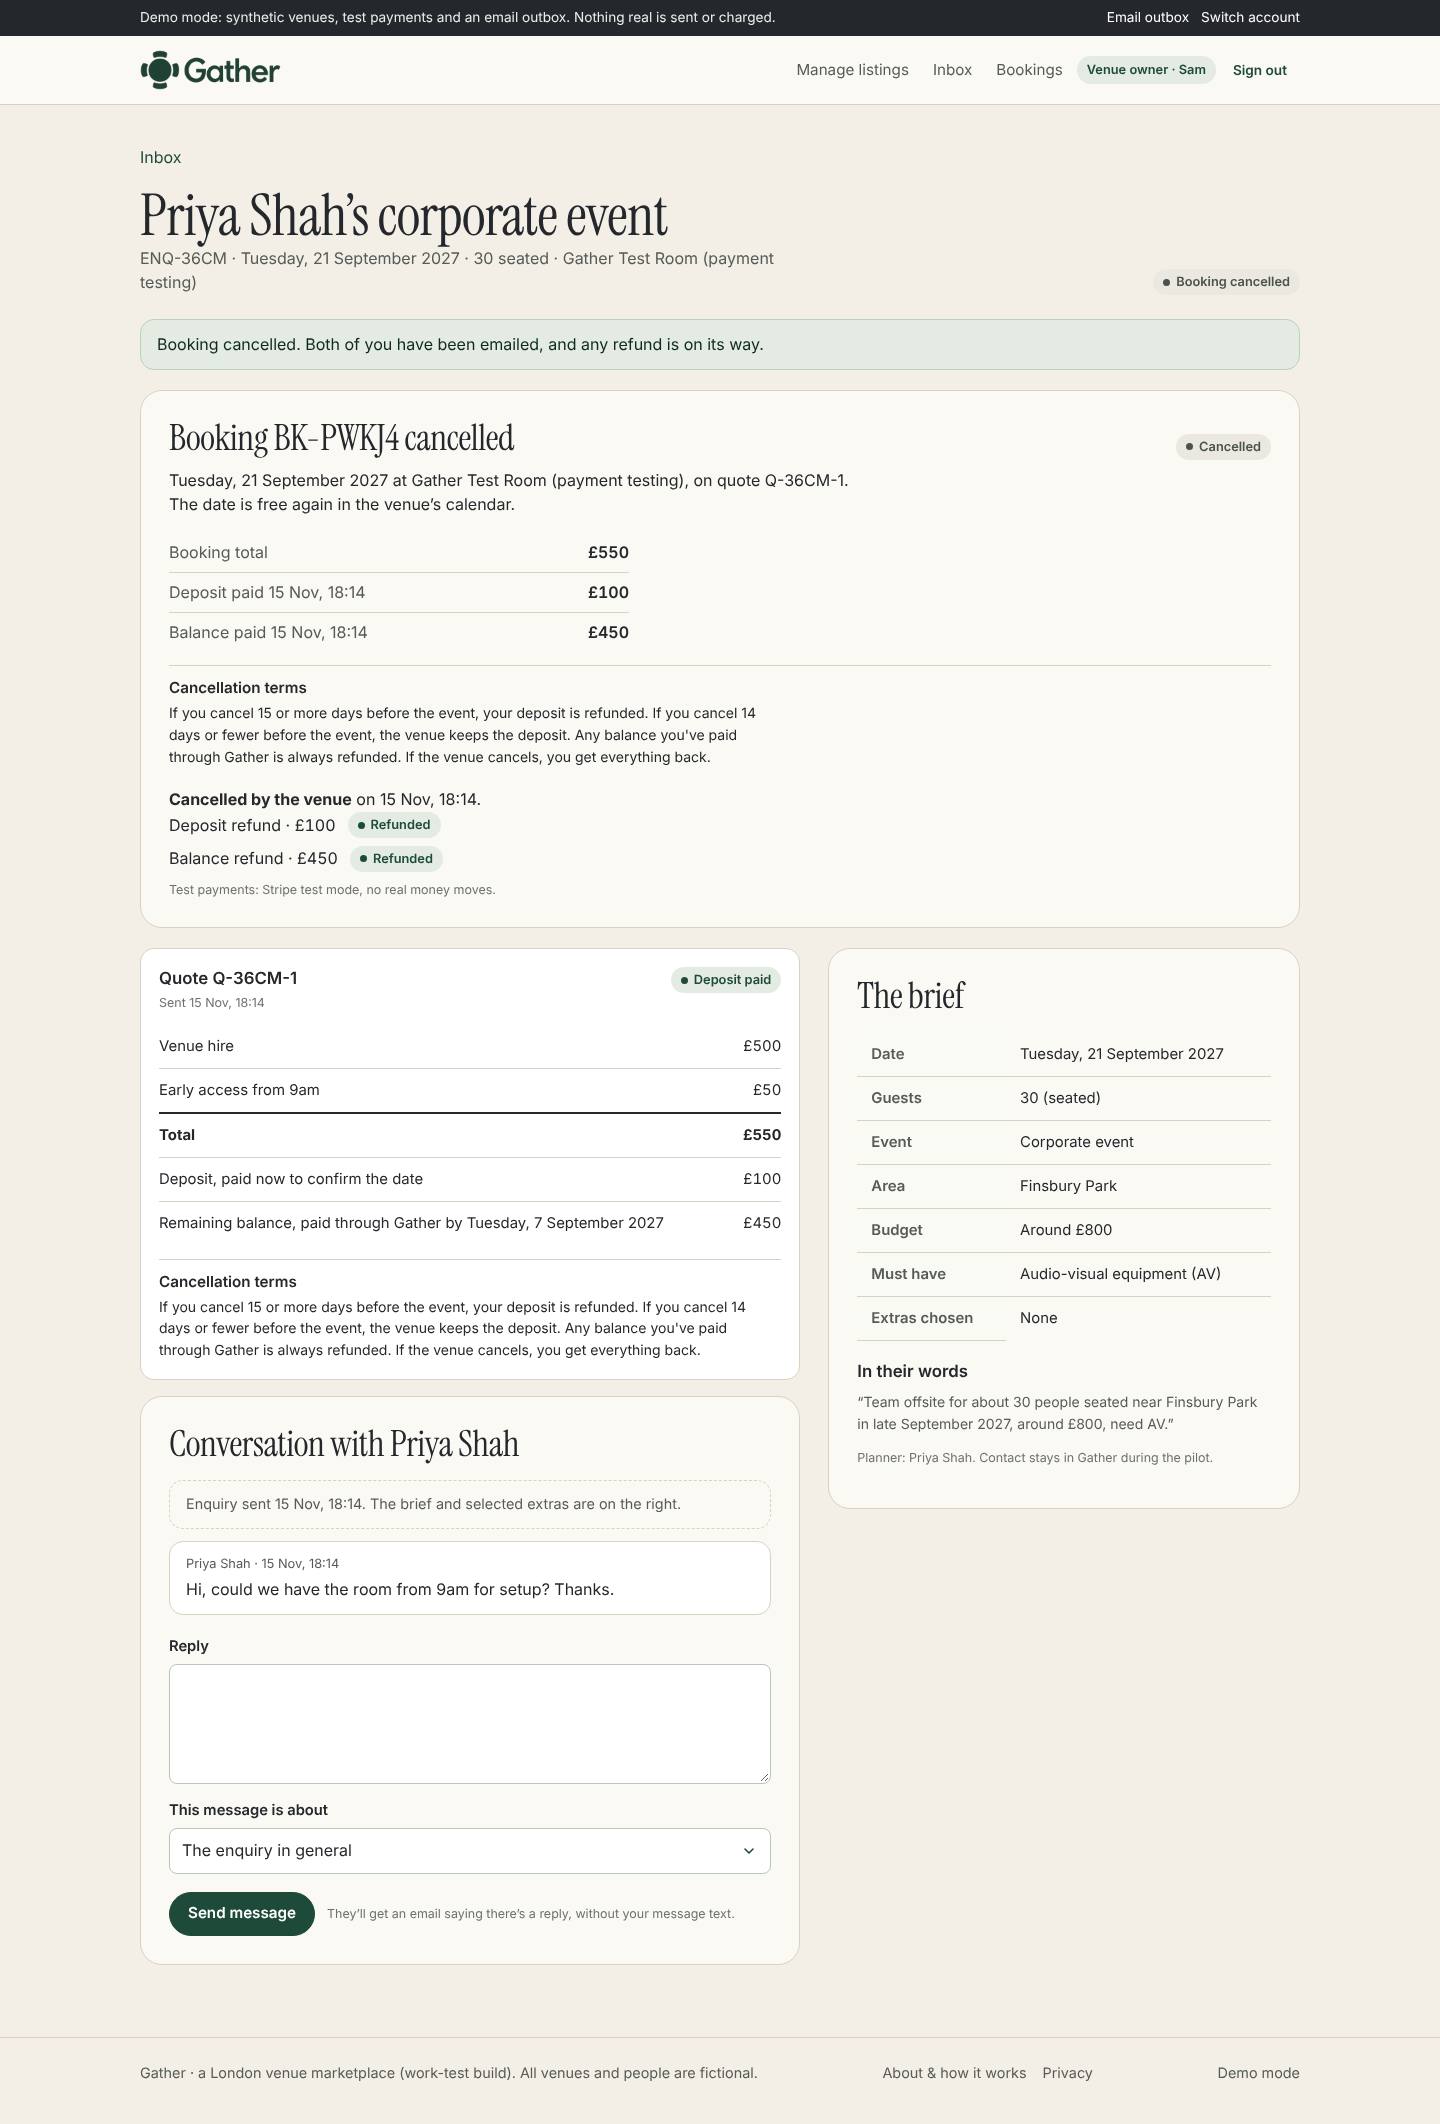 Demo mode: synthetic venues, test payments and an email outbox. Nothing real is sent or charged.
Email outbox Switch account
Gather
Manage listings Inbox Bookings Venue owner · Sam Sign out
Inbox
Priya Shah’s corporate event
ENQ-36CM · Tuesday, 21 September 2027 · 30 seated · Gather Test Room (payment
testing)
Booking cancelled
Booking cancelled. Both of you have been emailed, and any refund is on its way.
Booking BK-PWKJ4 cancelled
Cancelled
Tuesday, 21 September 2027 at Gather Test Room (payment testing), on quote Q-36CM-1.
The date is free again in the venue’s calendar.
Booking total £550
Deposit paid 15 Nov, 18:14 £100
Balance paid 15 Nov, 18:14 £450
Cancellation terms
If you cancel 15 or more days before the event, your deposit is refunded. If you cancel 14
days or fewer before the event, the venue keeps the deposit. Any balance you've paid
through Gather is always refunded. If the venue cancels, you get everything back.
Cancelled by the venue on 15 Nov, 18:14.
Deposit refund · £100 Refunded
Balance refund · £450 Refunded
Test payments: Stripe test mode, no real money moves.
Quote Q-36CM-1
Deposit paid
Sent 15 Nov, 18:14
Venue hire £500
Early access from 9am £50
Total £550
Deposit, paid now to confirm the date £100
Remaining balance, paid through Gather by Tuesday, 7 September 2027 £450
Cancellation terms
If you cancel 15 or more days before the event, your deposit is refunded. If you cancel 14
days or fewer before the event, the venue keeps the deposit. Any balance you've paid
through Gather is always refunded. If the venue cancels, you get everything back.
Conversation with Priya Shah
Enquiry sent 15 Nov, 18:14. The brief and selected extras are on the right.
Priya Shah · 15 Nov, 18:14
Hi, could we have the room from 9am for setup? Thanks.
Reply
This message is about
The enquiry in general
Send message
They’ll get an email saying there’s a reply, without your message text.
The brief
Date Tuesday, 21 September 2027
Guests 30 (seated)
Event Corporate event
Area Finsbury Park
Budget Around £800
Must have Audio-visual equipment (AV)
Extras chosen None
In their words
“Team offsite for about 30 people seated near Finsbury Park
in late September 2027, around £800, need AV.”
Planner: Priya Shah. Contact stays in Gather during the pilot.
Gather · a London venue marketplace (work-test build). All venues and people are fictional.
About & how it works Privacy
Demo mode